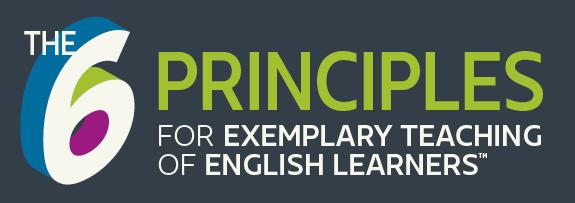 THE
6 PRINCIPLES
FOR EXEMPLARY TEACHING
OF ENGLISH LEARNERS™